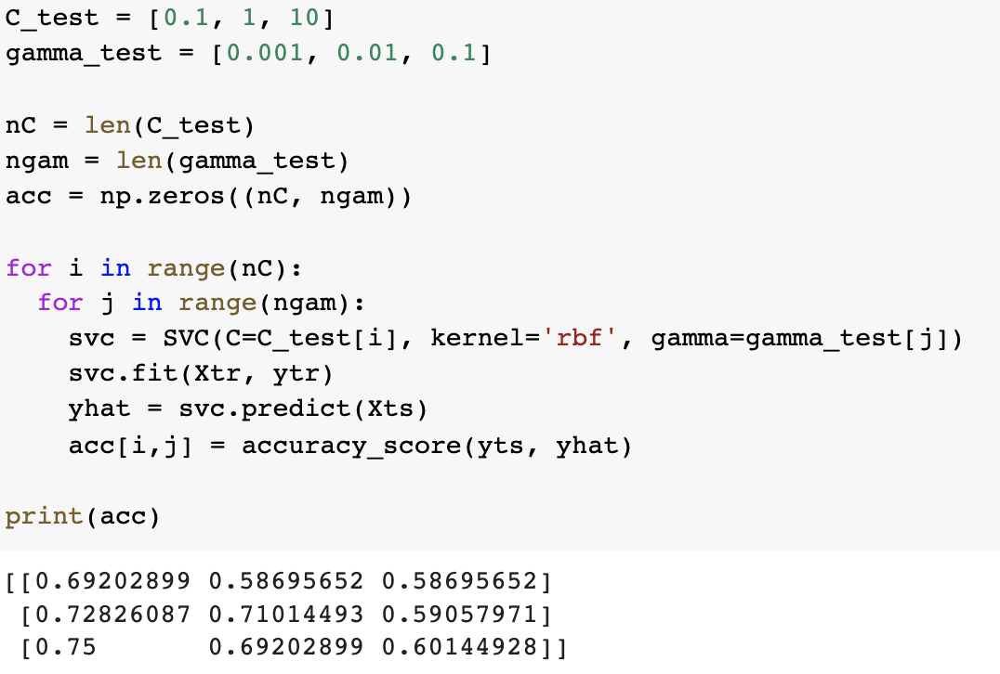 C_test = [0.1, 1, 10]
gamma_test = [0.001, 0.01, 0.1]
nC = len(C_test)
ngam = len(gamma_test)
acc = np.zeros((nC, ngam))
for i in range(nC):
  for j in range(ngam):
    svc = SVC(C=C_test[i], kernel='rbf', gamma=gamma_test[j])
    svc.fit(Xtr, ytr)
    yhat = svc.predict(Xts)
    acc[i,j] = accuracy_score(yts, yhat)
print(acc)
[[0.69202899 0.58695652 0.58695652]
 [0.72826087 0.71014493 0.59057971]
 [0.75       0.69202899 0.60144928]]